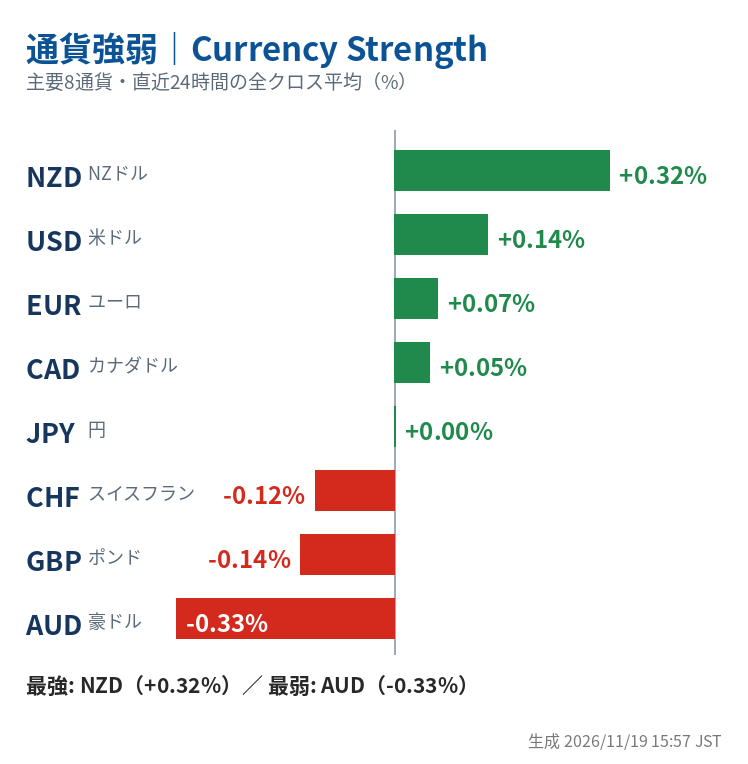 通貨強弱｜Currency Strength
主要8通貨・直近24時間の全クロス平均（%）
NZD NZドル +0.32%
USD 米ドル +0.14%
EUR ユーロ +0.07%
CAD カナダドル +0.05%
JPY 円 +0.00%
CHF スイスフラン -0.12%
GBP ポンド -0.14%
AUD 豪ドル -0.33%
最強: NZD（+0.32%）／ 最弱: AUD（-0.33%）
生成 2026/11/19 15:57 JST